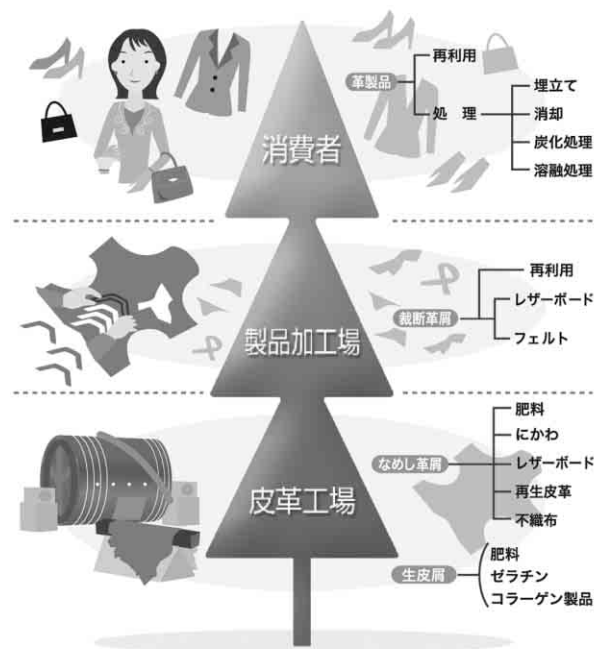 再利用
革製品
処 理
埋立て
消却
炭化処理
溶融処理
消費者
再利用
裁断革屑
レザーボード
フェルト
製品加工場
肥料
にかわ
なめし革屑
レザーボード
再生皮革
不織布
皮革工場
生皮屑
肥料
ゼラチン
コラーゲン製品